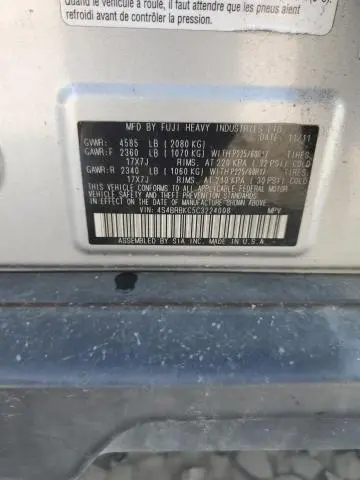 Quand le véhicule a roulé, il faut attendre que les pneus aient
refroidi avant de contrôler la pression.
MFD BY FUJI HEAVY INDUSTRIES LTD.
DATE: 11/11
GVWR: 4585 LB (2080 KG)
GAWR:F 2360 LB (1070 KG) WITH P225/60R17 TIRES,
17X7J RIMS, AT 220 KPA (32 PSI) COLD
GAWR:R 2340 LB (1060 KG) WITH P225/60R17 TIRES,
17X7J RIMS, AT 210 KPA (30 PSI) COLD
THIS VEHICLE CONFORMS TO ALL APPLICABLE
FEDERAL MOTOR VEHICLE SAFETY, BUMPER,
AND THEFT PREVENTION STANDARDS IN EFFECT
ON THE DATE OF MANUFACTURE SHOWN ABOVE.
VIN: 4S4BRBKC5C3224008 MPV
ASSEMBLED BY SIA INC. IN U.S.A.